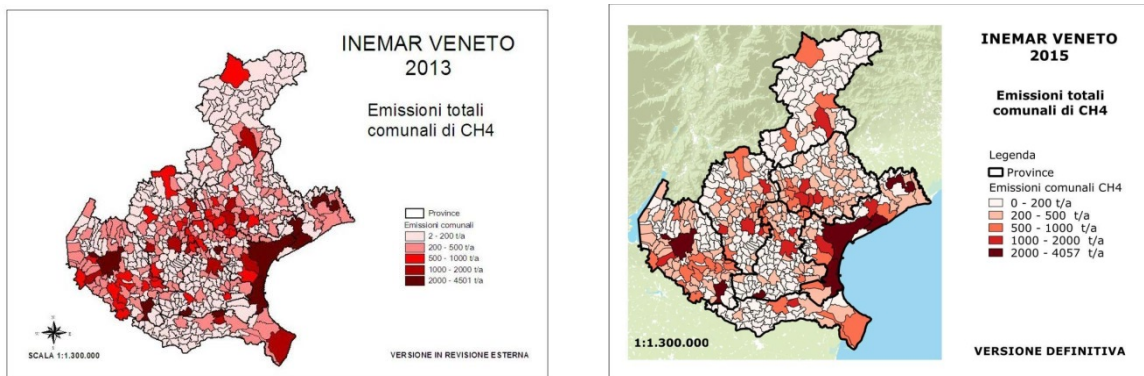 INEMAR VENETO
2013
Emissioni totali
comunali di CH4
Province
Emissioni comunali
2 - 200 t/a
200 - 500 t/a
500 - 1000 t/a
1000 - 2000 t/a
2000 - 4501 t/a
SCALA 1:1.300.000
VERSIONE IN REVISIONE ESTERNA
INEMAR VENETO
2015
Emissioni totali
comunali di CH4
Legenda
Province
Emissioni comunali CH4
0 - 200 t/a
200 - 500 t/a
500 - 1000 t/a
1000 - 2000 t/a
2000 - 4057 t/a
1:1.300.000
VERSIONE DEFINITIVA